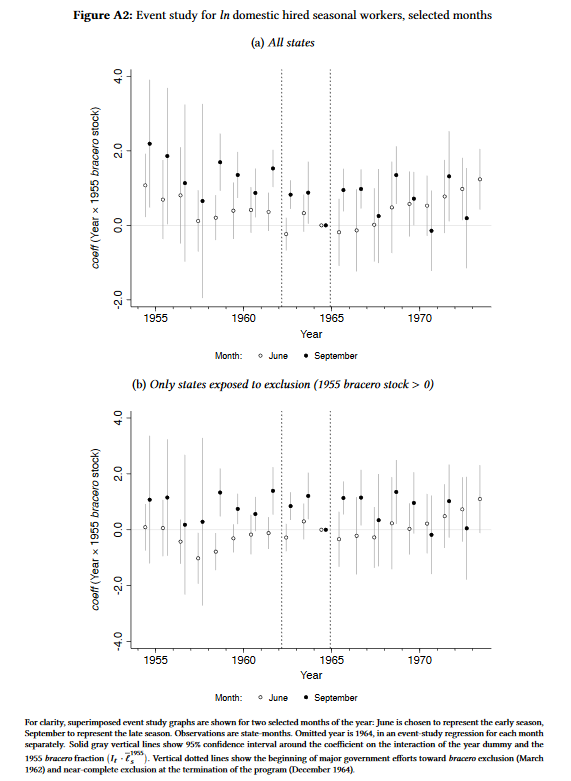 Figure A2: Event study for ln domestic hired seasonal workers, selected months
(a) All states
4.0
2.0
0.0
-2.0
coeff (Year × 1955 bracero stock)
1955 1960 1965 1970
Year
Month: ○ June ● September
(b) Only states exposed to exclusion (1955 bracero stock > 0)
4.0
2.0
0.0
-2.0
-4.0
coeff (Year × 1955 bracero stock)
1955 1960 1965 1970
Year
Month: ○ June ● September
For clarity, superimposed event study graphs are shown for two selected months of the year: June is chosen to represent the early season,
September to represent the late season. Observations are state-months. Omitted year is 1964, in an event-study regression for each month
separately. Solid gray vertical lines show 95% confidence interval around the coefficient on the interaction of the year dummy and the
1955 bracero fraction (Iₜ · ℓ̄ₛ¹⁹⁵⁵). Vertical dotted lines show the beginning of major government efforts toward bracero exclusion (March
1962) and near-complete exclusion at the termination of the program (December 1964).